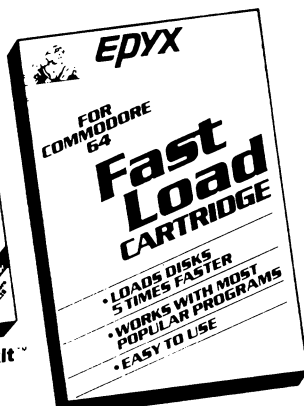 EPYX
FOR
COMMODORE
64
Fast
Load
CARTRIDGE
• LOADS DISKS
5 TIMES FASTER
• WORKS WITH MOST
POPULAR PROGRAMS
• EASY TO USE